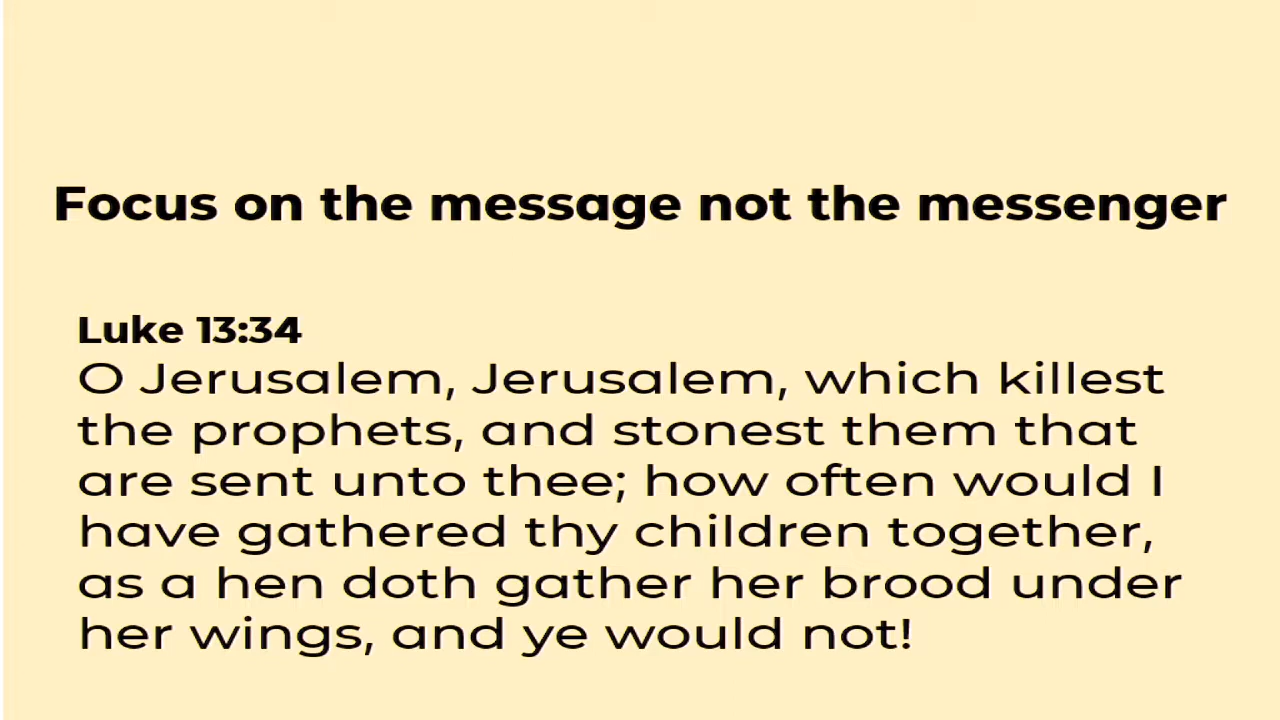 Focus on the message not the messenger
Luke 13:34
O Jerusalem, Jerusalem, which killest
the prophets, and stonest them that
are sent unto thee; how often would I
have gathered thy children together,
as a hen doth gather her brood under
her wings, and ye would not!